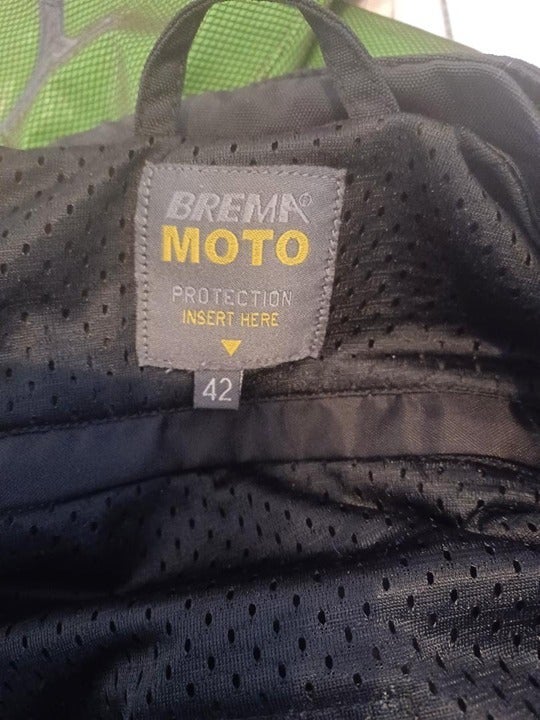 BREMA®
MOTO
PROTECTION
INSERT HERE
42